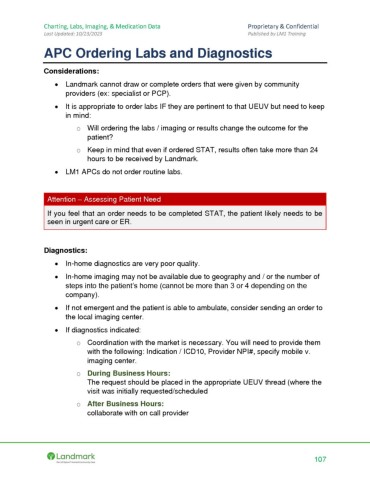 Charting, Labs, Imaging, & Medication Data Proprietary & Confidential
Last Updated: 10/23/2023 Published by LM1 Training
APC Ordering Labs and Diagnostics
Considerations:
• Landmark cannot draw or complete orders that were given by community
providers (ex: specialist or PCP).
• It is appropriate to order labs IF they are pertinent to that UEUV but need to keep
in mind:
o Will ordering the labs / imaging or results change the outcome for the
patient?
o Keep in mind that even if ordered STAT, results often take more than 24
hours to be received by Landmark.
• LM1 APCs do not order routine labs.
Attention – Assessing Patient Need
If you feel that an order needs to be completed STAT, the patient likely needs to be
seen in urgent care or ER.
Diagnostics:
• In-home diagnostics are very poor quality.
• In-home imaging may not be available due to geography and / or the number of
steps into the patient's home (cannot be more than 3 or 4 depending on the
company).
• If not emergent and the patient is able to ambulate, consider sending an order to
the local imaging center.
• If diagnostics indicated:
o Coordination with the market is necessary. You will need to provide them
with the following: Indication / ICD10, Provider NPI#, specify mobile v.
imaging center.
o During Business Hours:
The request should be placed in the appropriate UEUV thread (where the
visit was initially requested/scheduled
o After Business Hours:
collaborate with on call provider
Landmark
107